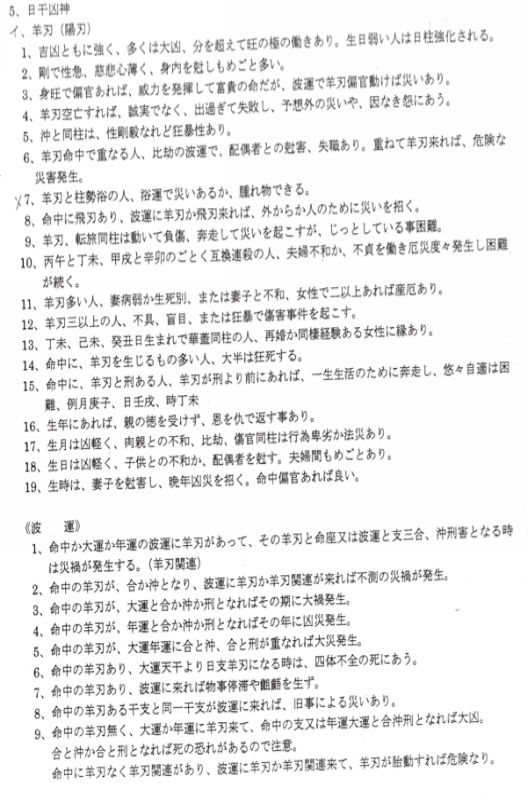 5、日干凶神
イ、羊刃(陽刃)
1、吉凶ともに強く、多くは大凶、分を超えて旺の極の働きあり。生日弱い人は日柱強化される。
2、剛で性急、慈悲心薄く、身内を尅しもめごと多い。
3、身旺で偏官あれば、威力を発揮して富貴の命だが、波運で羊刃偏官動けば災いあり。
4、羊刃空亡すれば、誠実でなく、出過ぎて失敗し、予想外の災いや、因なき怨にあう。
5、沖と同柱は、性剛毅なれど狂暴性あり。
6、羊刃命中で重なる人、比劫の波運で、配偶者との尅害、失職あり。重ねて羊刃来れば、危険な
災害発生。
×7、羊刃と柱勢浴の人、浴運で災いあるか、腫れ物できる。
8、命中に飛刃あり、波運に羊刃か飛刃来れば、外からか人のために災いを招く。
9、羊刃、転旅同柱は動いて負傷、奔走して災いを起こすが、じっとしている事困難。
10、丙午と丁未、甲戌と辛卯のごとく互換連殺の人、夫婦不和か、不貞を働き厄災度々発生し困難
が続く。
11、羊刃多い人、妻病弱か生死別、または妻子と不和、女性で二以上あれば産厄あり。
12、羊刃三以上の人、不具、盲目、または狂暴で傷害事件を起こす。
13、丁未、己未、癸丑日生まれで華蓋同柱の人、再婚か同棲経験ある女性に縁あり。
14、命中に、羊刃を生じるもの多い人、大半は狂死する。
15、命中に、羊刃と刑ある人、羊刃が刑より前にあれば、一生生活のために奔走し、悠々自適は困
難、例月庚子、日壬戌、時丁未
16、生年にあれば、親の徳を受けず、恩を仇で返す事あり。
17、生月は凶軽く、肉親との不和、比劫、傷官同柱は行為卑劣か法災あり。
18、生日は凶軽く、子供との不和か、配偶者を尅す。夫婦間もめごとあり。
19、生時は、妻子を尅害し、晩年凶災を招く。命中偏官あれば良い。
《波　運》
1、命中か大運か年運の波運に羊刃があって、その羊刃と命座又は波運と支三合、沖刑害となる時
は災禍が発生する。(羊刃関連)
2、命中の羊刃が、合か沖となり、波運に羊刃か羊刃関連が来れば不測の災禍が発生。
3、命中の羊刃が、大運と合か沖か刑となればその期に大禍発生。
4、命中の羊刃が、年運と合か沖か刑となればその年に凶災発生。
5、命中の羊刃が、大運年運に合と沖、合と刑が重なれば大災発生。
6、命中の羊刃あり、大運天干より日支羊刃になる時は、四体不全の死にあう。
7、命中の羊刃あり、波運に来れば物事停滞や齟齬を生ず。
8、命中の羊刃ある干支と同一干支が波運に来れば、旧事による災いあり。
9、命中の羊刃無く、大運か年運に羊刃来て、命中の支又は年運大運と合沖刑となれば大凶。
合と沖か合と刑となれば死の恐れがあるので注意。
命中に羊刃なく羊刃関連があり、波運に羊刃か羊刃関連来て、羊刃が胎動すれば危険なり。